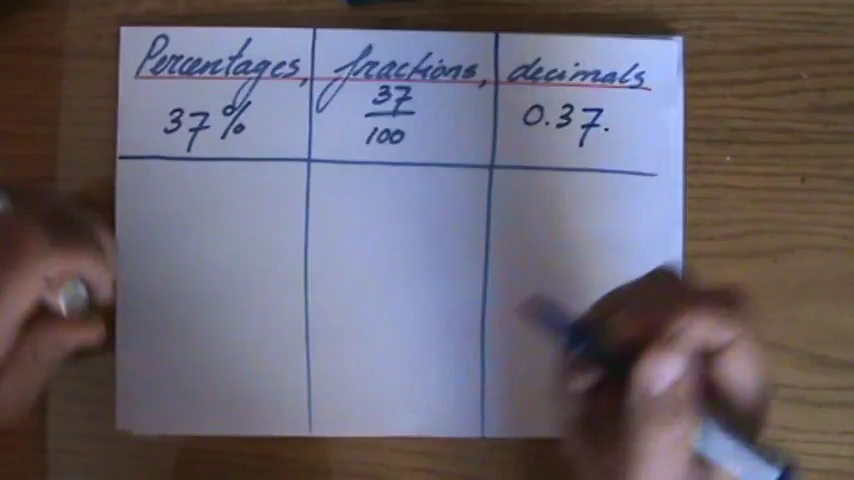 Percentages, fractions, decimals
37% 37/100 0.37.